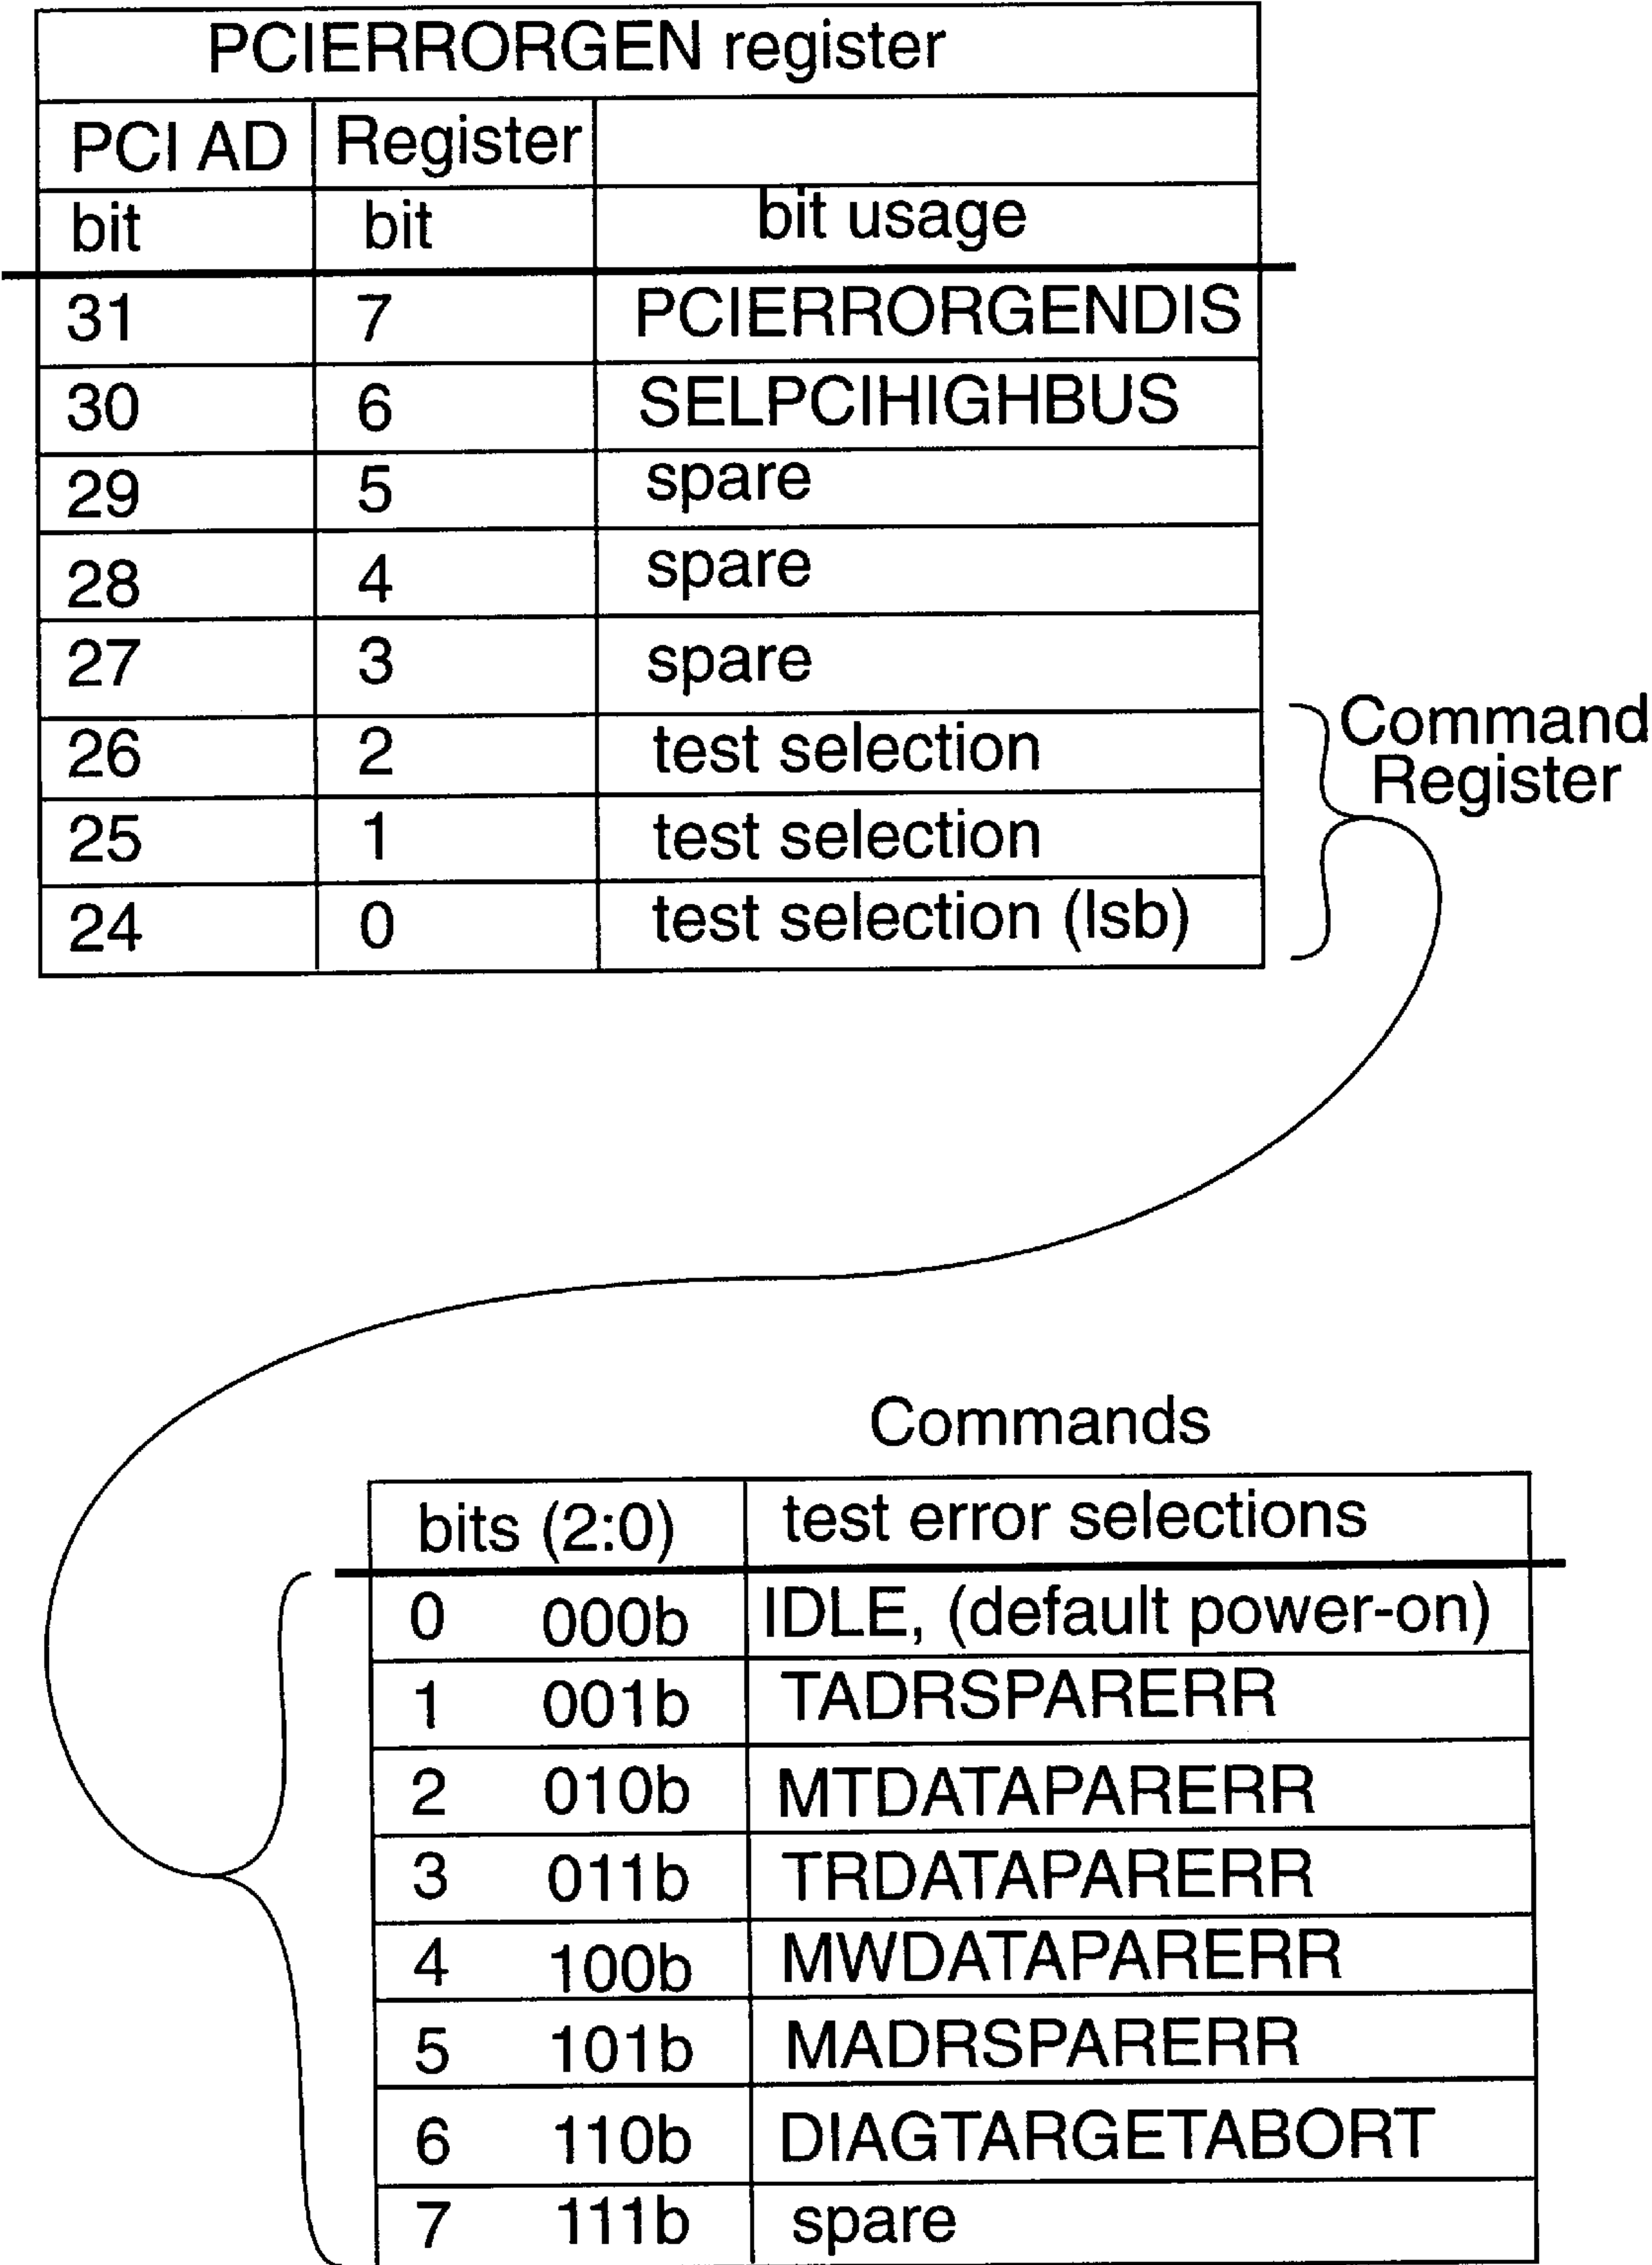 PCIERRORGEN register
PCI AD Register
bit bit bit usage
31 7 PCIERRORGENDIS
30 6 SELPCIHIGHBUS
29 5 spare
28 4 spare
27 3 spare
26 2 test selection
25 1 test selection
24 0 test selection (lsb)
Command
Register
Commands
bits (2:0) test error selections
0 000b IDLE, (default power-on)
1 001b TADRSPARERR
2 010b MTDATAPARERR
3 011b TRDATAPARERR
4 100b MWDATAPARERR
5 101b MADRSPARERR
6 110b DIAGTARGETABORT
7 111b spare